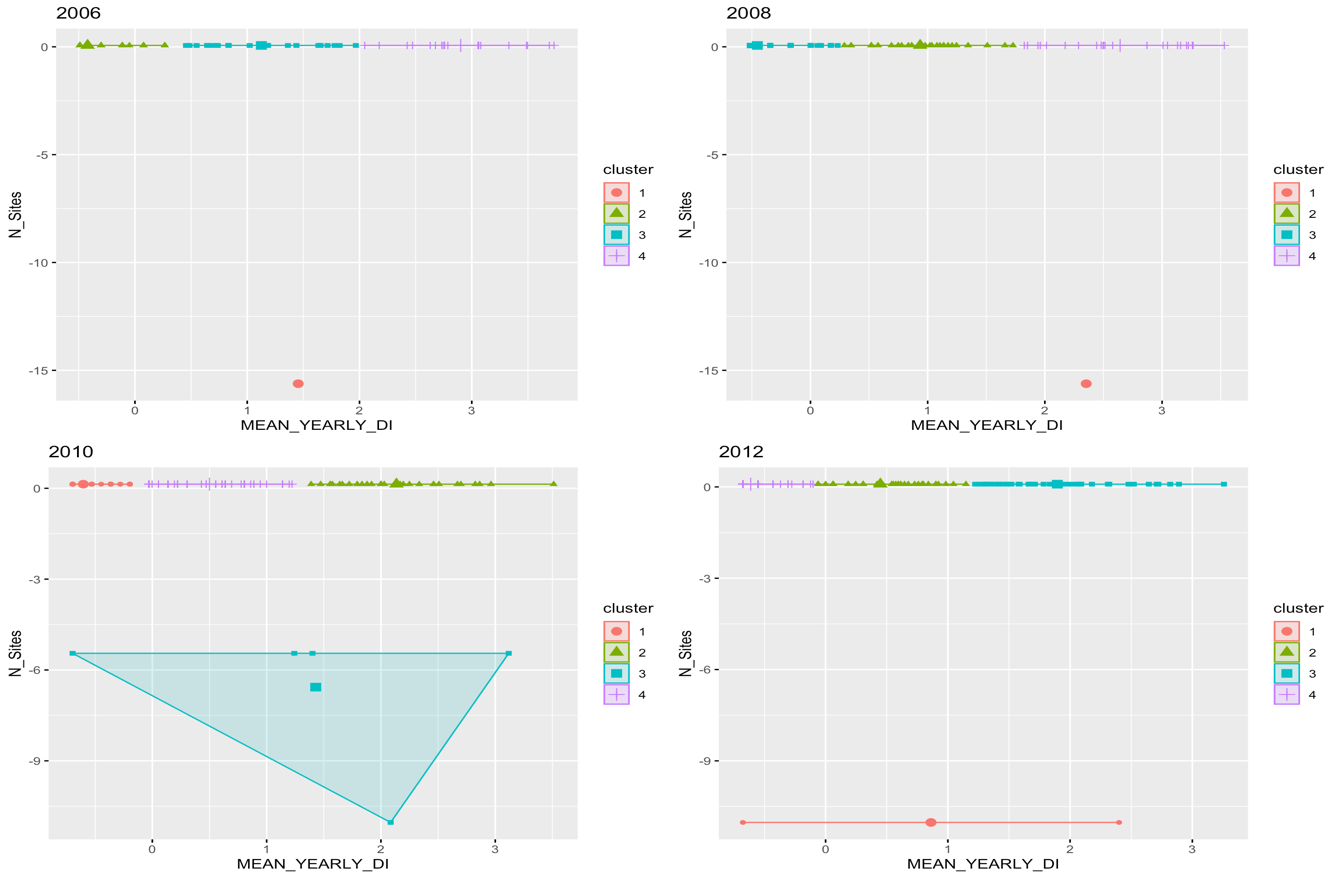 2006
0
-5
-10
-15
N_Sites
0 1 2 3
MEAN_YEARLY_DI
cluster
1
2
3
4
2008
0
-5
-10
-15
N_Sites
0 1 2 3
MEAN_YEARLY_DI
cluster
1
2
3
4
2010
0
-3
-6
-9
N_Sites
0 1 2 3
MEAN_YEARLY_DI
cluster
1
2
3
4
2012
0
-3
-6
-9
N_Sites
0 1 2 3
MEAN_YEARLY_DI
cluster
1
2
3
4